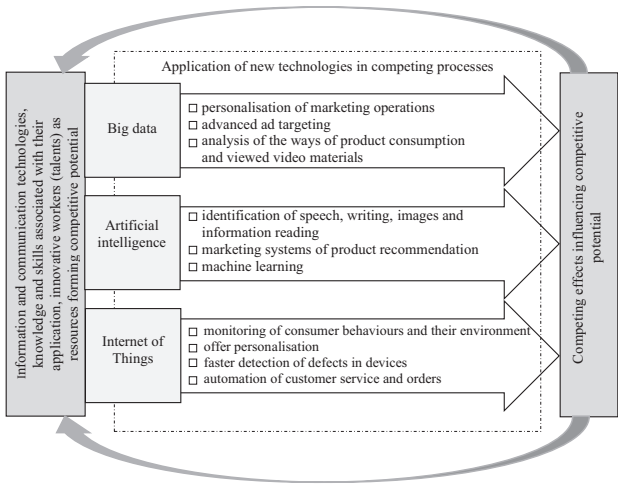 Application of new technologies in competing processes
Information and communication technologies,
knowledge and skills associated with their
application, innovative workers (talents) as
resources forming competitive potential
Big data
□ personalisation of marketing operations
□ advanced ad targeting
□ analysis of the ways of product consumption
and viewed video materials
Artificial
intelligence
□ identification of speech, writing, images and
information reading
□ marketing systems of product recommendation
□ machine learning
Internet of
Things
□ monitoring of consumer behaviours and their environment
□ offer personalisation
□ faster detection of defects in devices
□ automation of customer service and orders
Competing effects influencing competitive
potential